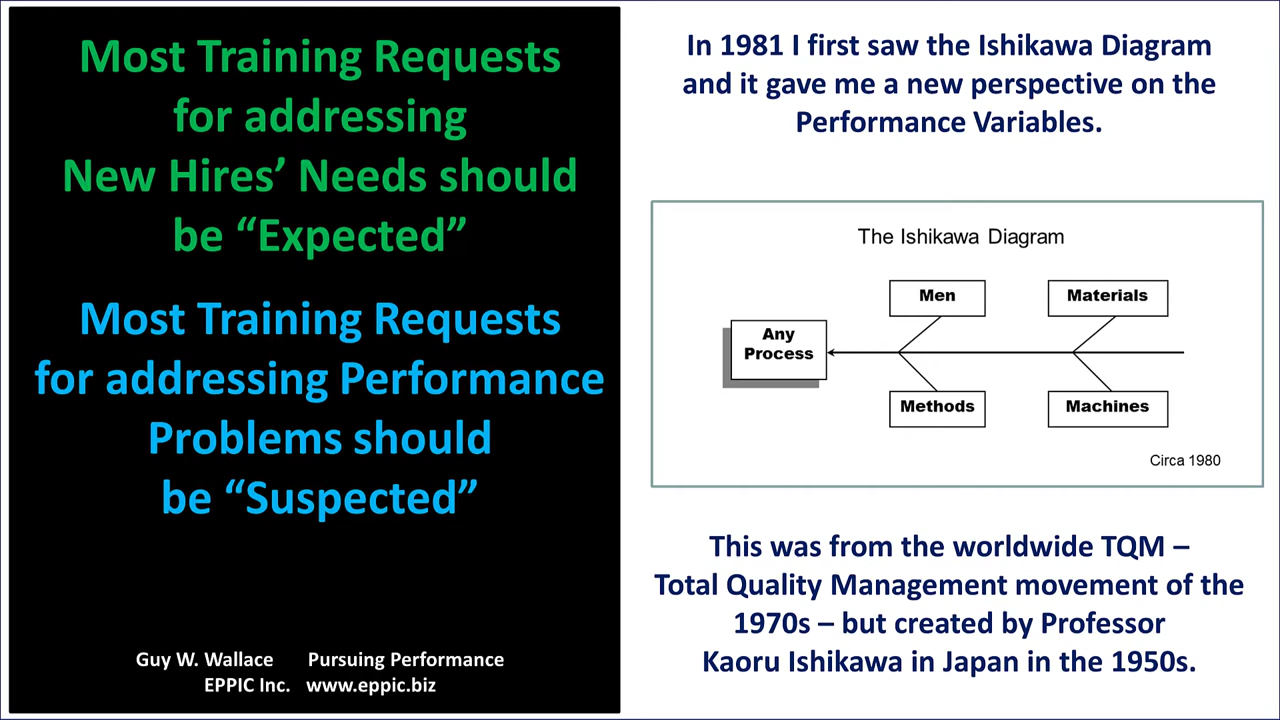 Most Training Requests
for addressing
New Hires’ Needs should
be “Expected”
Most Training Requests
for addressing Performance
Problems should
be “Suspected”
Guy W. Wallace Pursuing Performance
EPPIC Inc. www.eppic.biz
In 1981 I first saw the Ishikawa Diagram
and it gave me a new perspective on the
Performance Variables.
The Ishikawa Diagram
Men
Materials
Any
Process
Methods
Machines
Circa 1980
This was from the worldwide TQM –
Total Quality Management movement of the
1970s – but created by Professor
Kaoru Ishikawa in Japan in the 1950s.